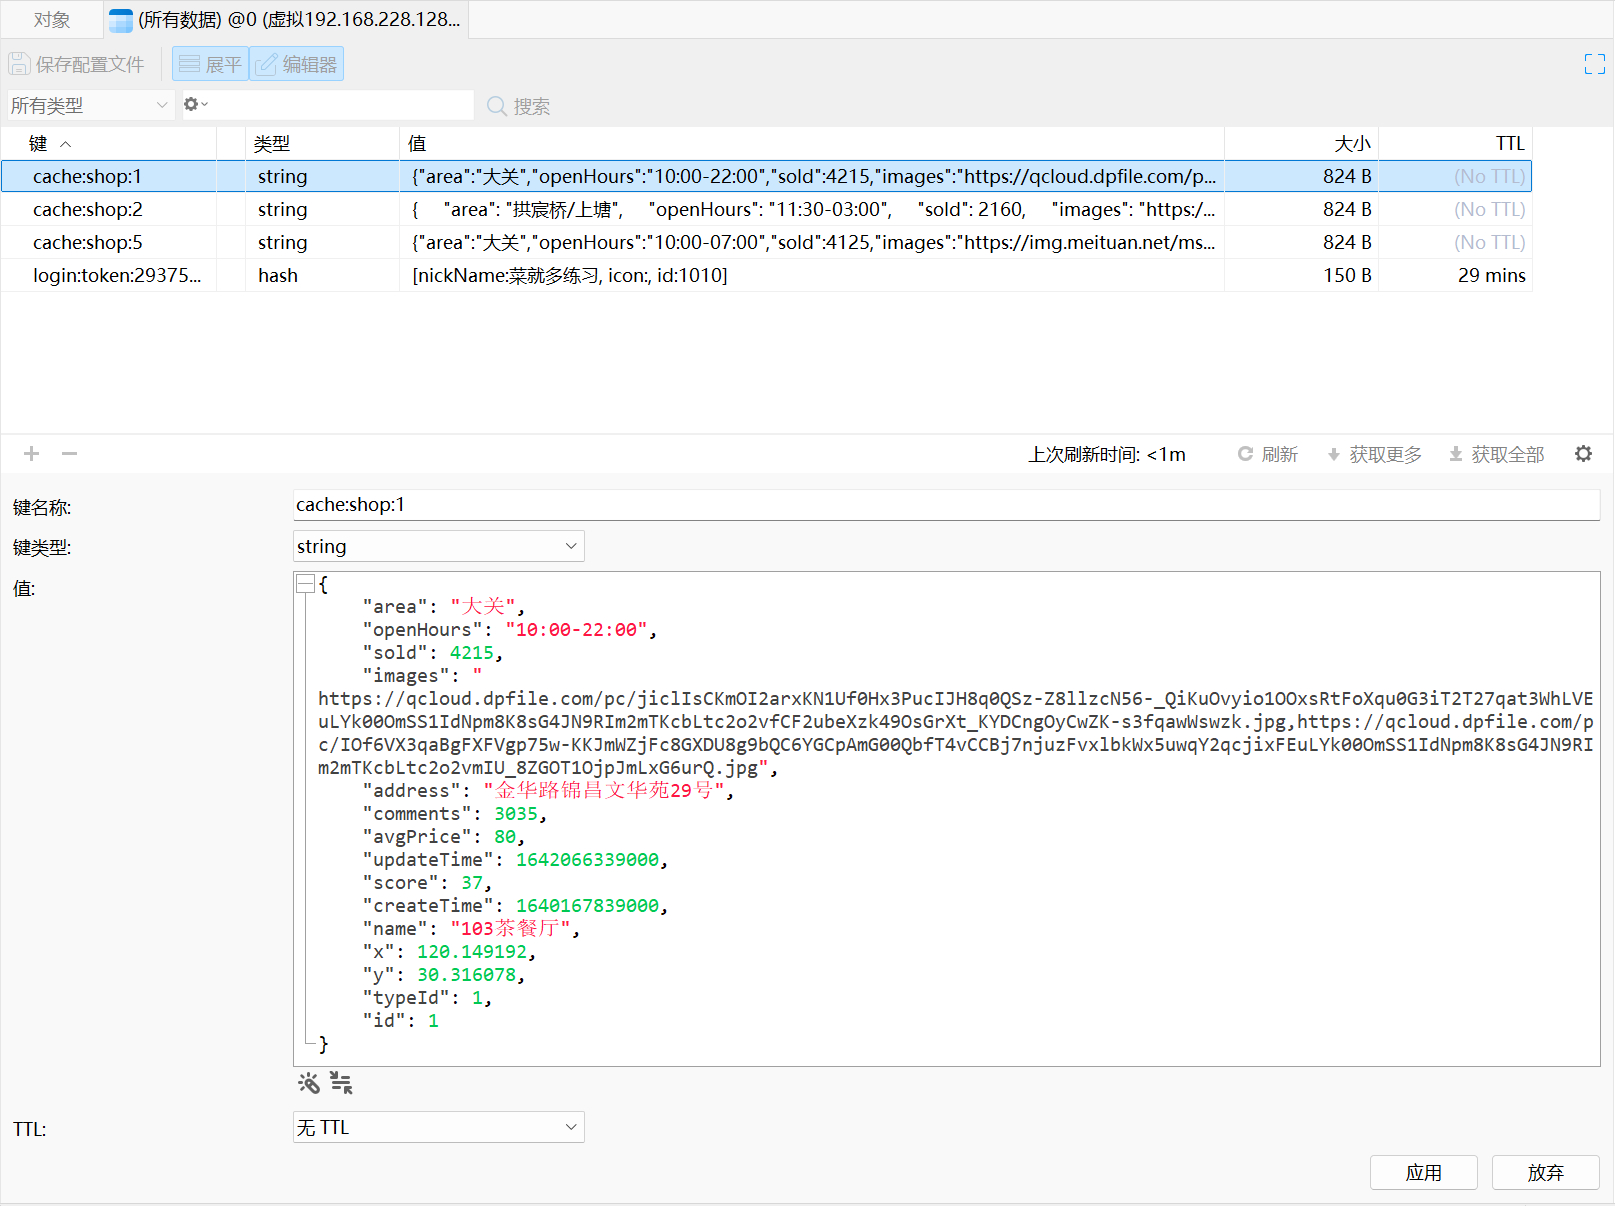 对象
(所有数据) @0 (虚拟192.168.228.128...
保存配置文件
展平
编辑器
所有类型
搜索
键 类型 值 大小 TTL
cache:shop:1 string {"area":"大关","openHours":"10:00-22:00","sold":4215,"images":"https://qcloud.dpfile.com/p... 824 B (No TTL)
cache:shop:2 string { "area": "拱宸桥/上塘", "openHours": "11:30-03:00", "sold": 2160, "images": "https:/... 824 B (No TTL)
cache:shop:5 string {"area":"大关","openHours":"10:00-07:00","sold":4125,"images":"https://img.meituan.net/ms... 824 B (No TTL)
login:token:29375... hash [nickName:菜就多练习, icon:, id:1010] 150 B 29 mins
上次刷新时间: <1m 刷新 获取更多 获取全部
键名称: cache:shop:1
键类型: string
值:
{
"area": "大关",
"openHours": "10:00-22:00",
"sold": 4215,
"images": "
https://qcloud.dpfile.com/pc/jiclIsCKmOI2arxKN1Uf0Hx3PucIJH8q0QSz-Z8llzcN56-_QiKuOvyio1OOxsRtFoXqu0G3iT2T27qat3WhLVE
uLYk00OmSS1IdNpm8K8sG4JN9RIm2mTKcbLtc2o2vfCF2ubeXzk49OsGrXt_KYDCngOyCwZK-s3fqawWswzk.jpg,https://qcloud.dpfile.com/p
c/IOf6VX3qaBgFXFVgp75w-KKJmWZjFc8GXDU8g9bQC6YGCpAmG00QbfT4vCCBj7njuzFvxlbkWx5uwqY2qcjixFEuLYk00OmSS1IdNpm8K8sG4JN9RI
m2mTKcbLtc2o2vmIU_8ZGOT1OjpJmLxG6urQ.jpg",
"address": "金华路锦昌文华苑29号",
"comments": 3035,
"avgPrice": 80,
"updateTime": 1642066339000,
"score": 37,
"createTime": 1640167839000,
"name": "103茶餐厅",
"x": 120.149192,
"y": 30.316078,
"typeId": 1,
"id": 1
}
TTL: 无 TTL
应用 放弃